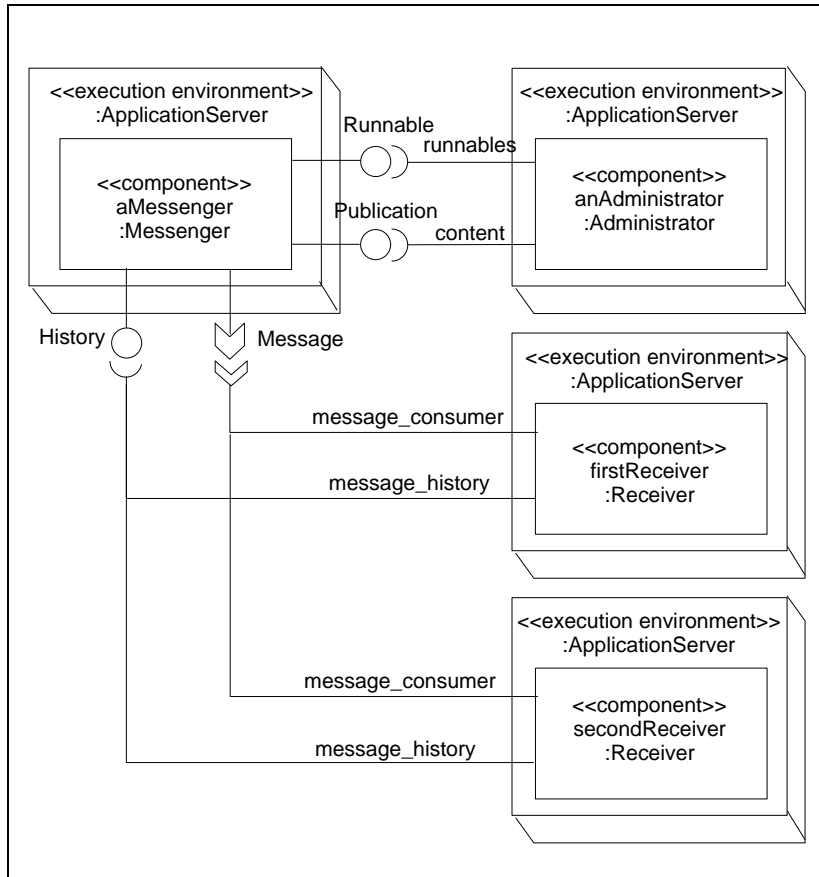 <<execution environment>>
:ApplicationServer
<<component>>
aMessenger
:Messenger
Runnable
runnables
Publication
content
<<execution environment>>
:ApplicationServer
<<component>>
anAdministrator
:Administrator
History
Message
<<execution environment>>
:ApplicationServer
message_consumer
<<component>>
firstReceiver
:Receiver
message_history
<<execution environment>>
:ApplicationServer
message_consumer
<<component>>
secondReceiver
:Receiver
message_history